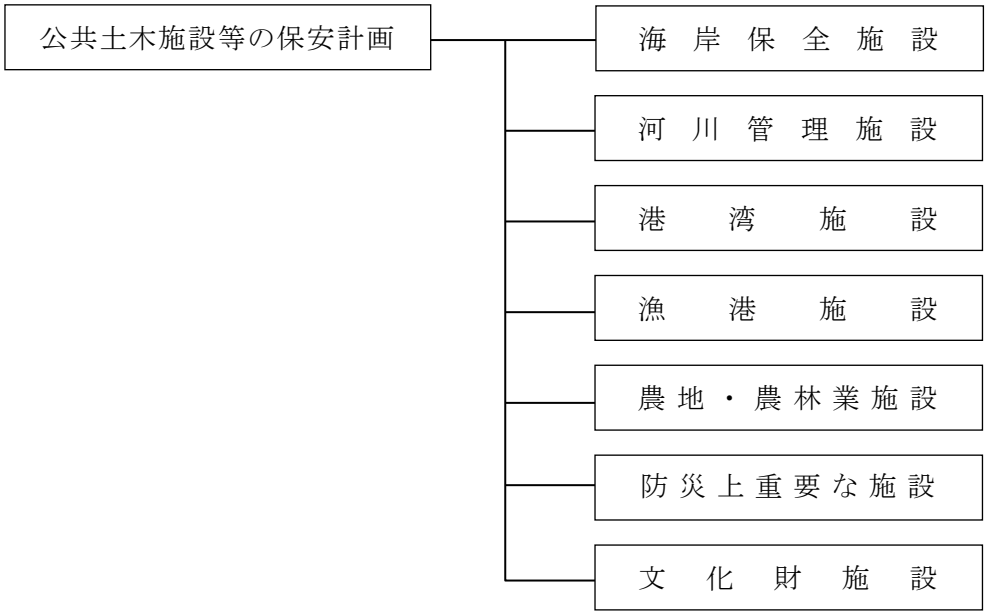 公共土木施設等の保安計画
海岸保全施設
河川管理施設
港湾施設
漁港施設
農地・農林業施設
防災上重要な施設
文化財施設